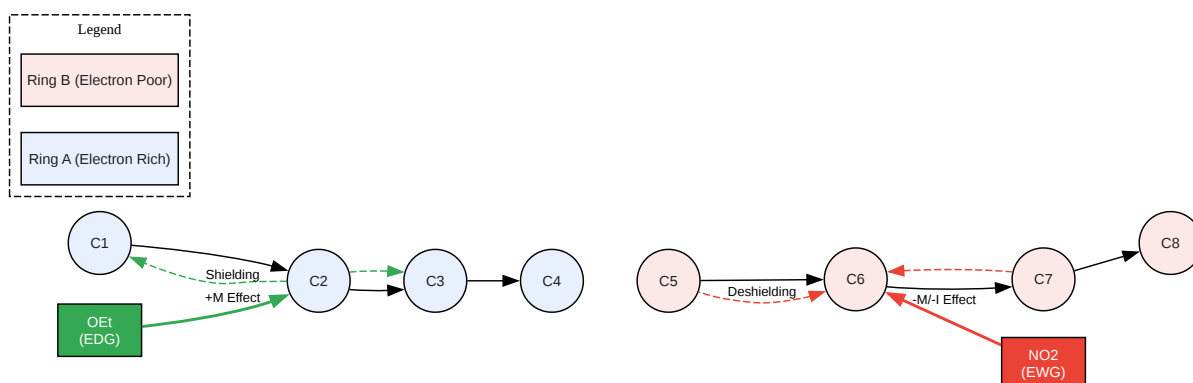 Legend
Ring B (Electron Poor)
Ring A (Electron Rich)
C1
C2
C3
C4
C5
C6
C7
C8
Shielding
+M Effect
OEt
(EDG)
Deshielding
-M/-I Effect
NO2
(EWG)